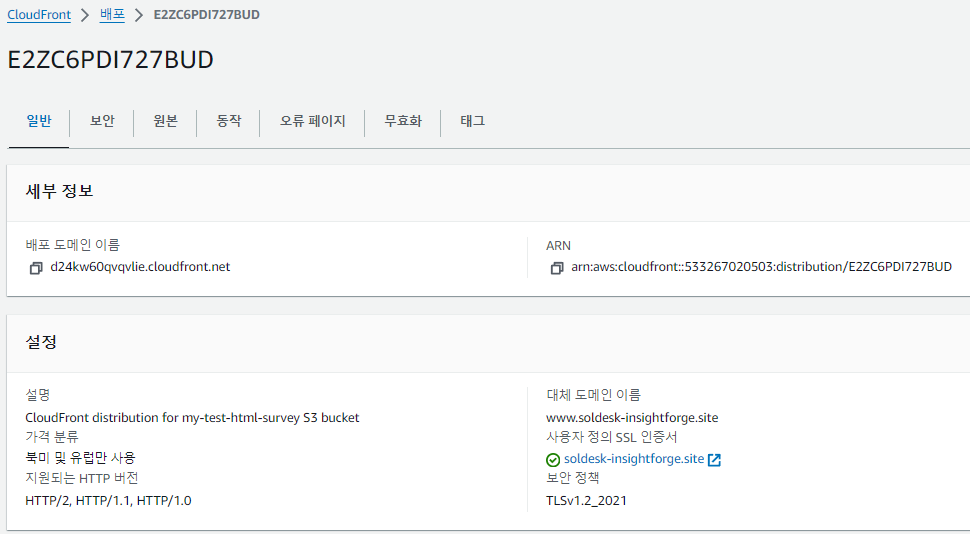 CloudFront > 배포 > E2ZC6PDI727BUD
E2ZC6PDI727BUD
일반 보안 원본 동작 오류 페이지 무효화 태그
세부 정보
배포 도메인 이름
d24kw60qvqvlie.cloudfront.net
ARN
arn:aws:cloudfront::533267020503:distribution/E2ZC6PDI727BUD
설정
설명
CloudFront distribution for my-test-html-survey S3 bucket
가격 분류
북미 및 유럽만 사용
지원되는 HTTP 버전
HTTP/2, HTTP/1.1, HTTP/1.0
대체 도메인 이름
www.soldesk-insightforge.site
사용자 정의 SSL 인증서
soldesk-insightforge.site
보안 정책
TLSv1.2_2021